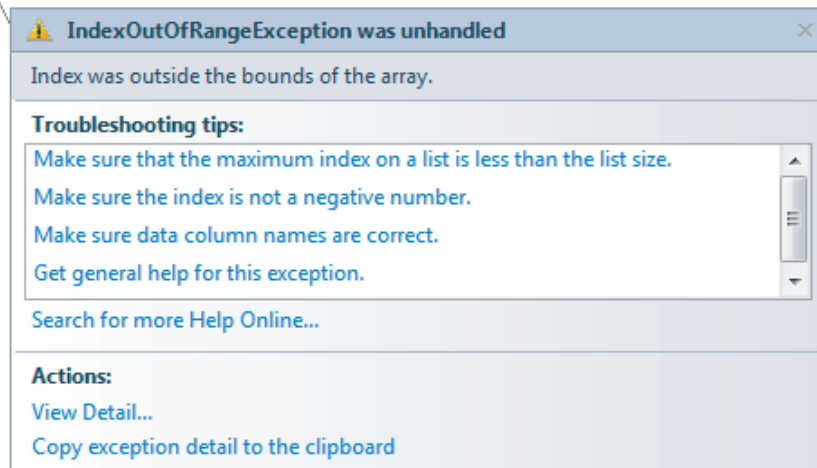 IndexOutOfRangeException was unhandled
Index was outside the bounds of the array.
Troubleshooting tips:
Make sure that the maximum index on a list is less than the list size.
Make sure the index is not a negative number.
Make sure data column names are correct.
Get general help for this exception.
Search for more Help Online...
Actions:
View Detail...
Copy exception detail to the clipboard